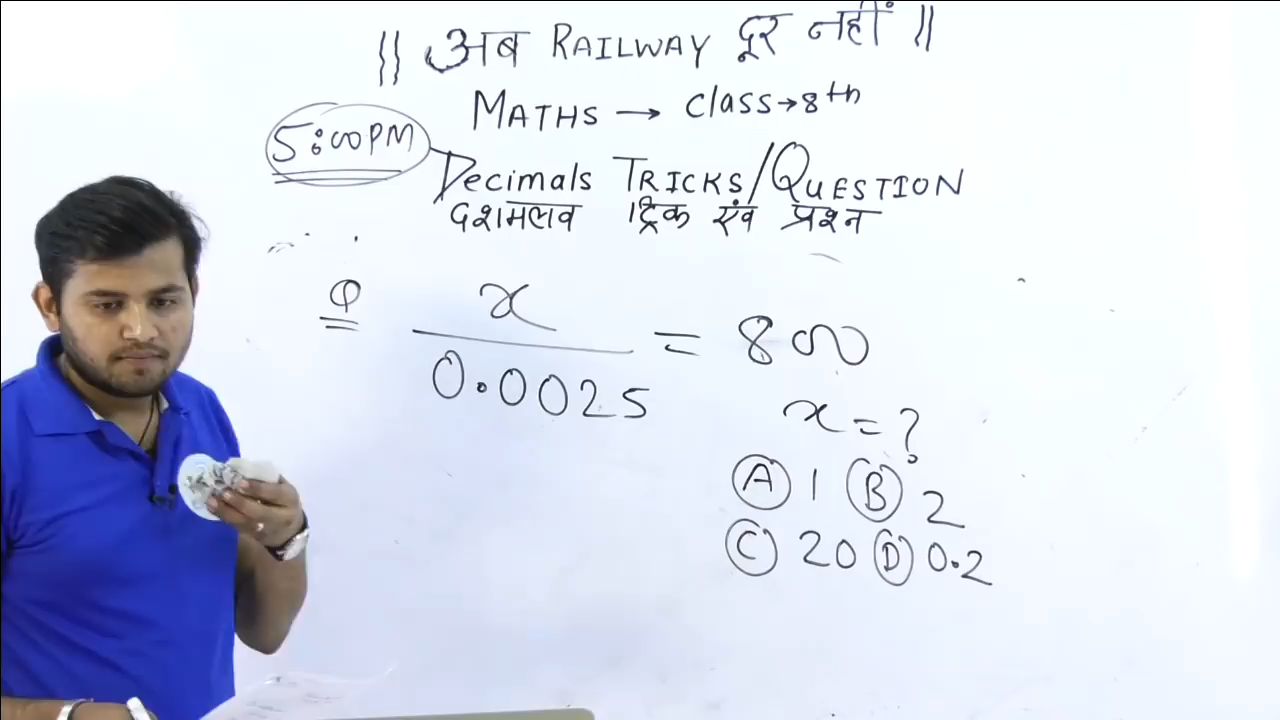 || अब RAILWAY दूर नहीं ||
MATHS → Class→8th
5:00PM
Decimals TRICKS/QUESTION
दशमलव ट्रिक एंव प्रश्न
Q x/0.0025 = 800
x = ?
(A) 1 (B) 2
(C) 20 (D) 0.2